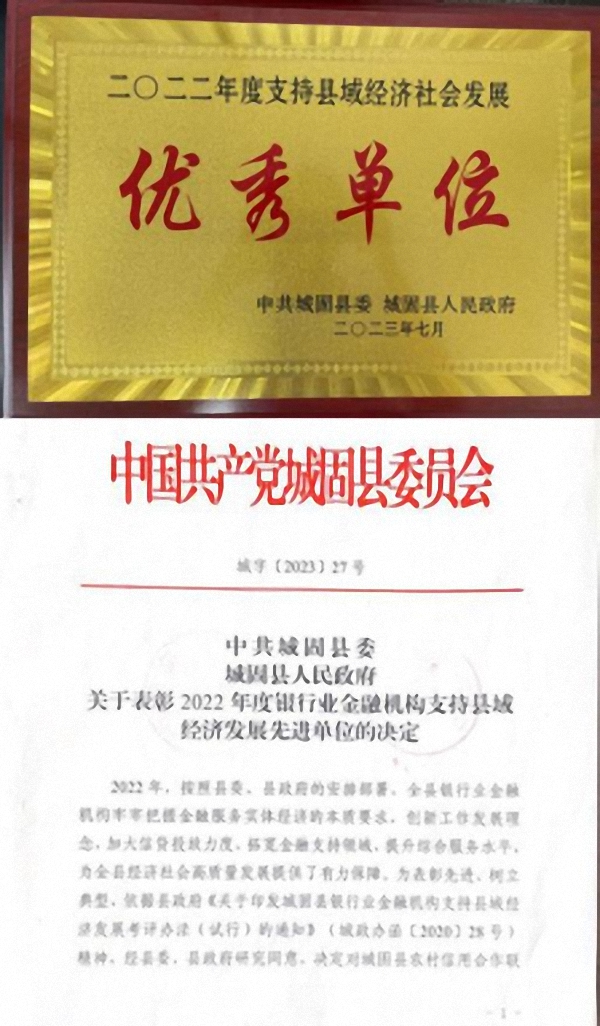 二〇二二年度支持县域经济社会发展
优秀单位
中共城固县委 城固县人民政府
二〇二三年七月
中国共产党城固县委员会
城字〔2023〕27号
中共城固县委
城固县人民政府
关于表彰2022年度银行业金融机构支持县域
经济发展先进单位的决定
2022年，按照县委、县政府的安排部署，全县银行业金融
机构牢牢把握金融服务实体经济的本质要求，创新工作发展理
念，加大信贷投放力度，拓宽金融支持领域，提升综合服务水平，
为全县经济社会高质量发展提供了有力保障。为表彰先进、树立
典型，依据县政府《关于印发城固县银行业金融机构支持县域经
济发展考评办法（试行）的通知》（城政办函〔2020〕28号）
精神，经县委、县政府研究同意，决定对城固县农村信用合作联
- 1 -